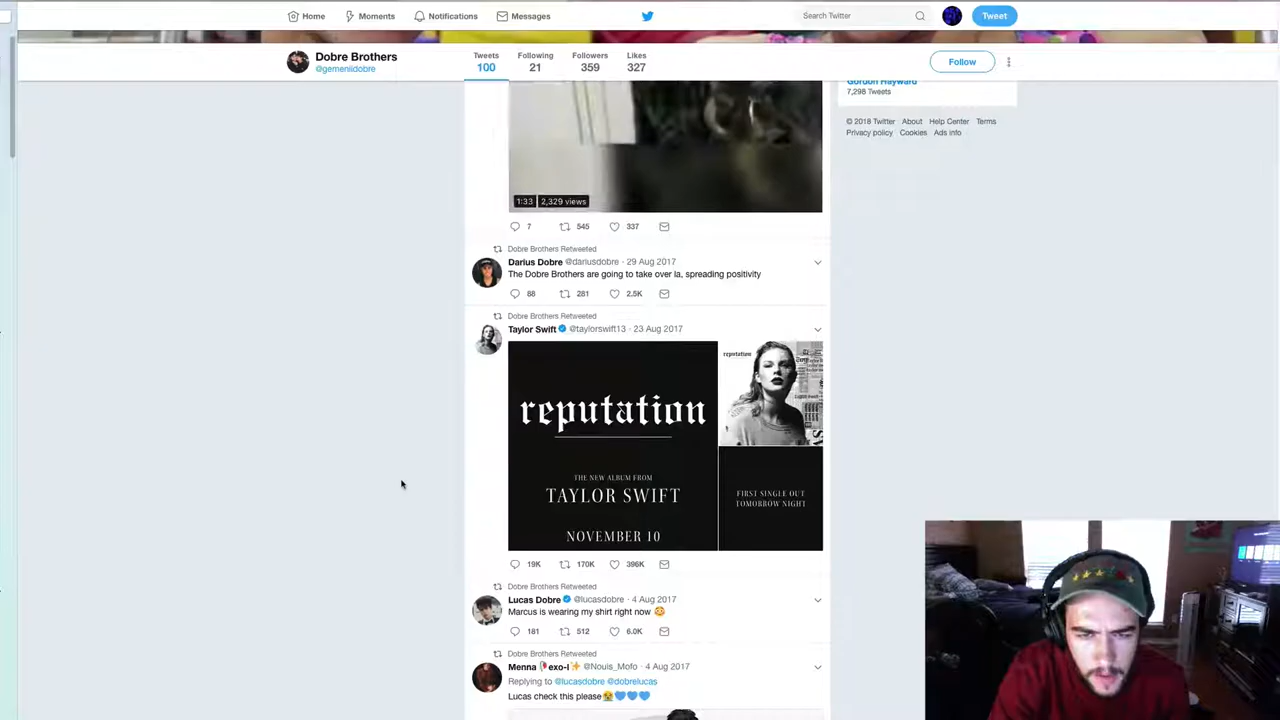 Home Moments Notifications Messages Search Twitter Tweet
Dobre Brothers
@gemeniidobre
Tweets Following Followers Likes
100 21 359 327
Follow
Gordon Hayward
7,298 Tweets
© 2018 Twitter About Help Center Terms
Privacy policy Cookies Ads info
1:33 2,329 views
7 545 337
Dobre Brothers Retweeted
Darius Dobre @dariusdobre · 29 Aug 2017
The Dobre Brothers are going to take over la, spreading positivity
88 281 2.5K
Dobre Brothers Retweeted
Taylor Swift @taylorswift13 · 23 Aug 2017
reputation
THE NEW ALBUM FROM
TAYLOR SWIFT
NOVEMBER 10
reputation
FIRST SINGLE OUT
TOMORROW NIGHT
19K 170K 396K
Dobre Brothers Retweeted
Lucas Dobre @lucasdobre · 4 Aug 2017
Marcus is wearing my shirt right now 😳
181 512 6.0K
Dobre Brothers Retweeted
Menna exo-l✨ @Nouis_Mofo · 4 Aug 2017
Replying to @lucasdobre @dobrelucas
Lucas check this please😭💙💙💙